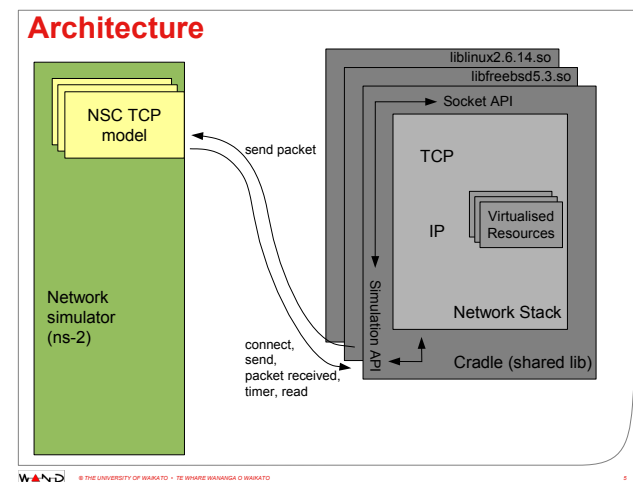 Architecture
liblinux2.6.14.so
libfreebsd5.3.so
Socket API
NSC TCP
model
send packet
TCP
IP
Virtualised
Resources
Network
simulator
(ns-2)
Simulation API
Network Stack
connect,
send,
packet received,
timer, read
Cradle (shared lib)
WAND
© THE UNIVERSITY OF WAIKATO • TE WHARE WANANGA O WAIKATO
5